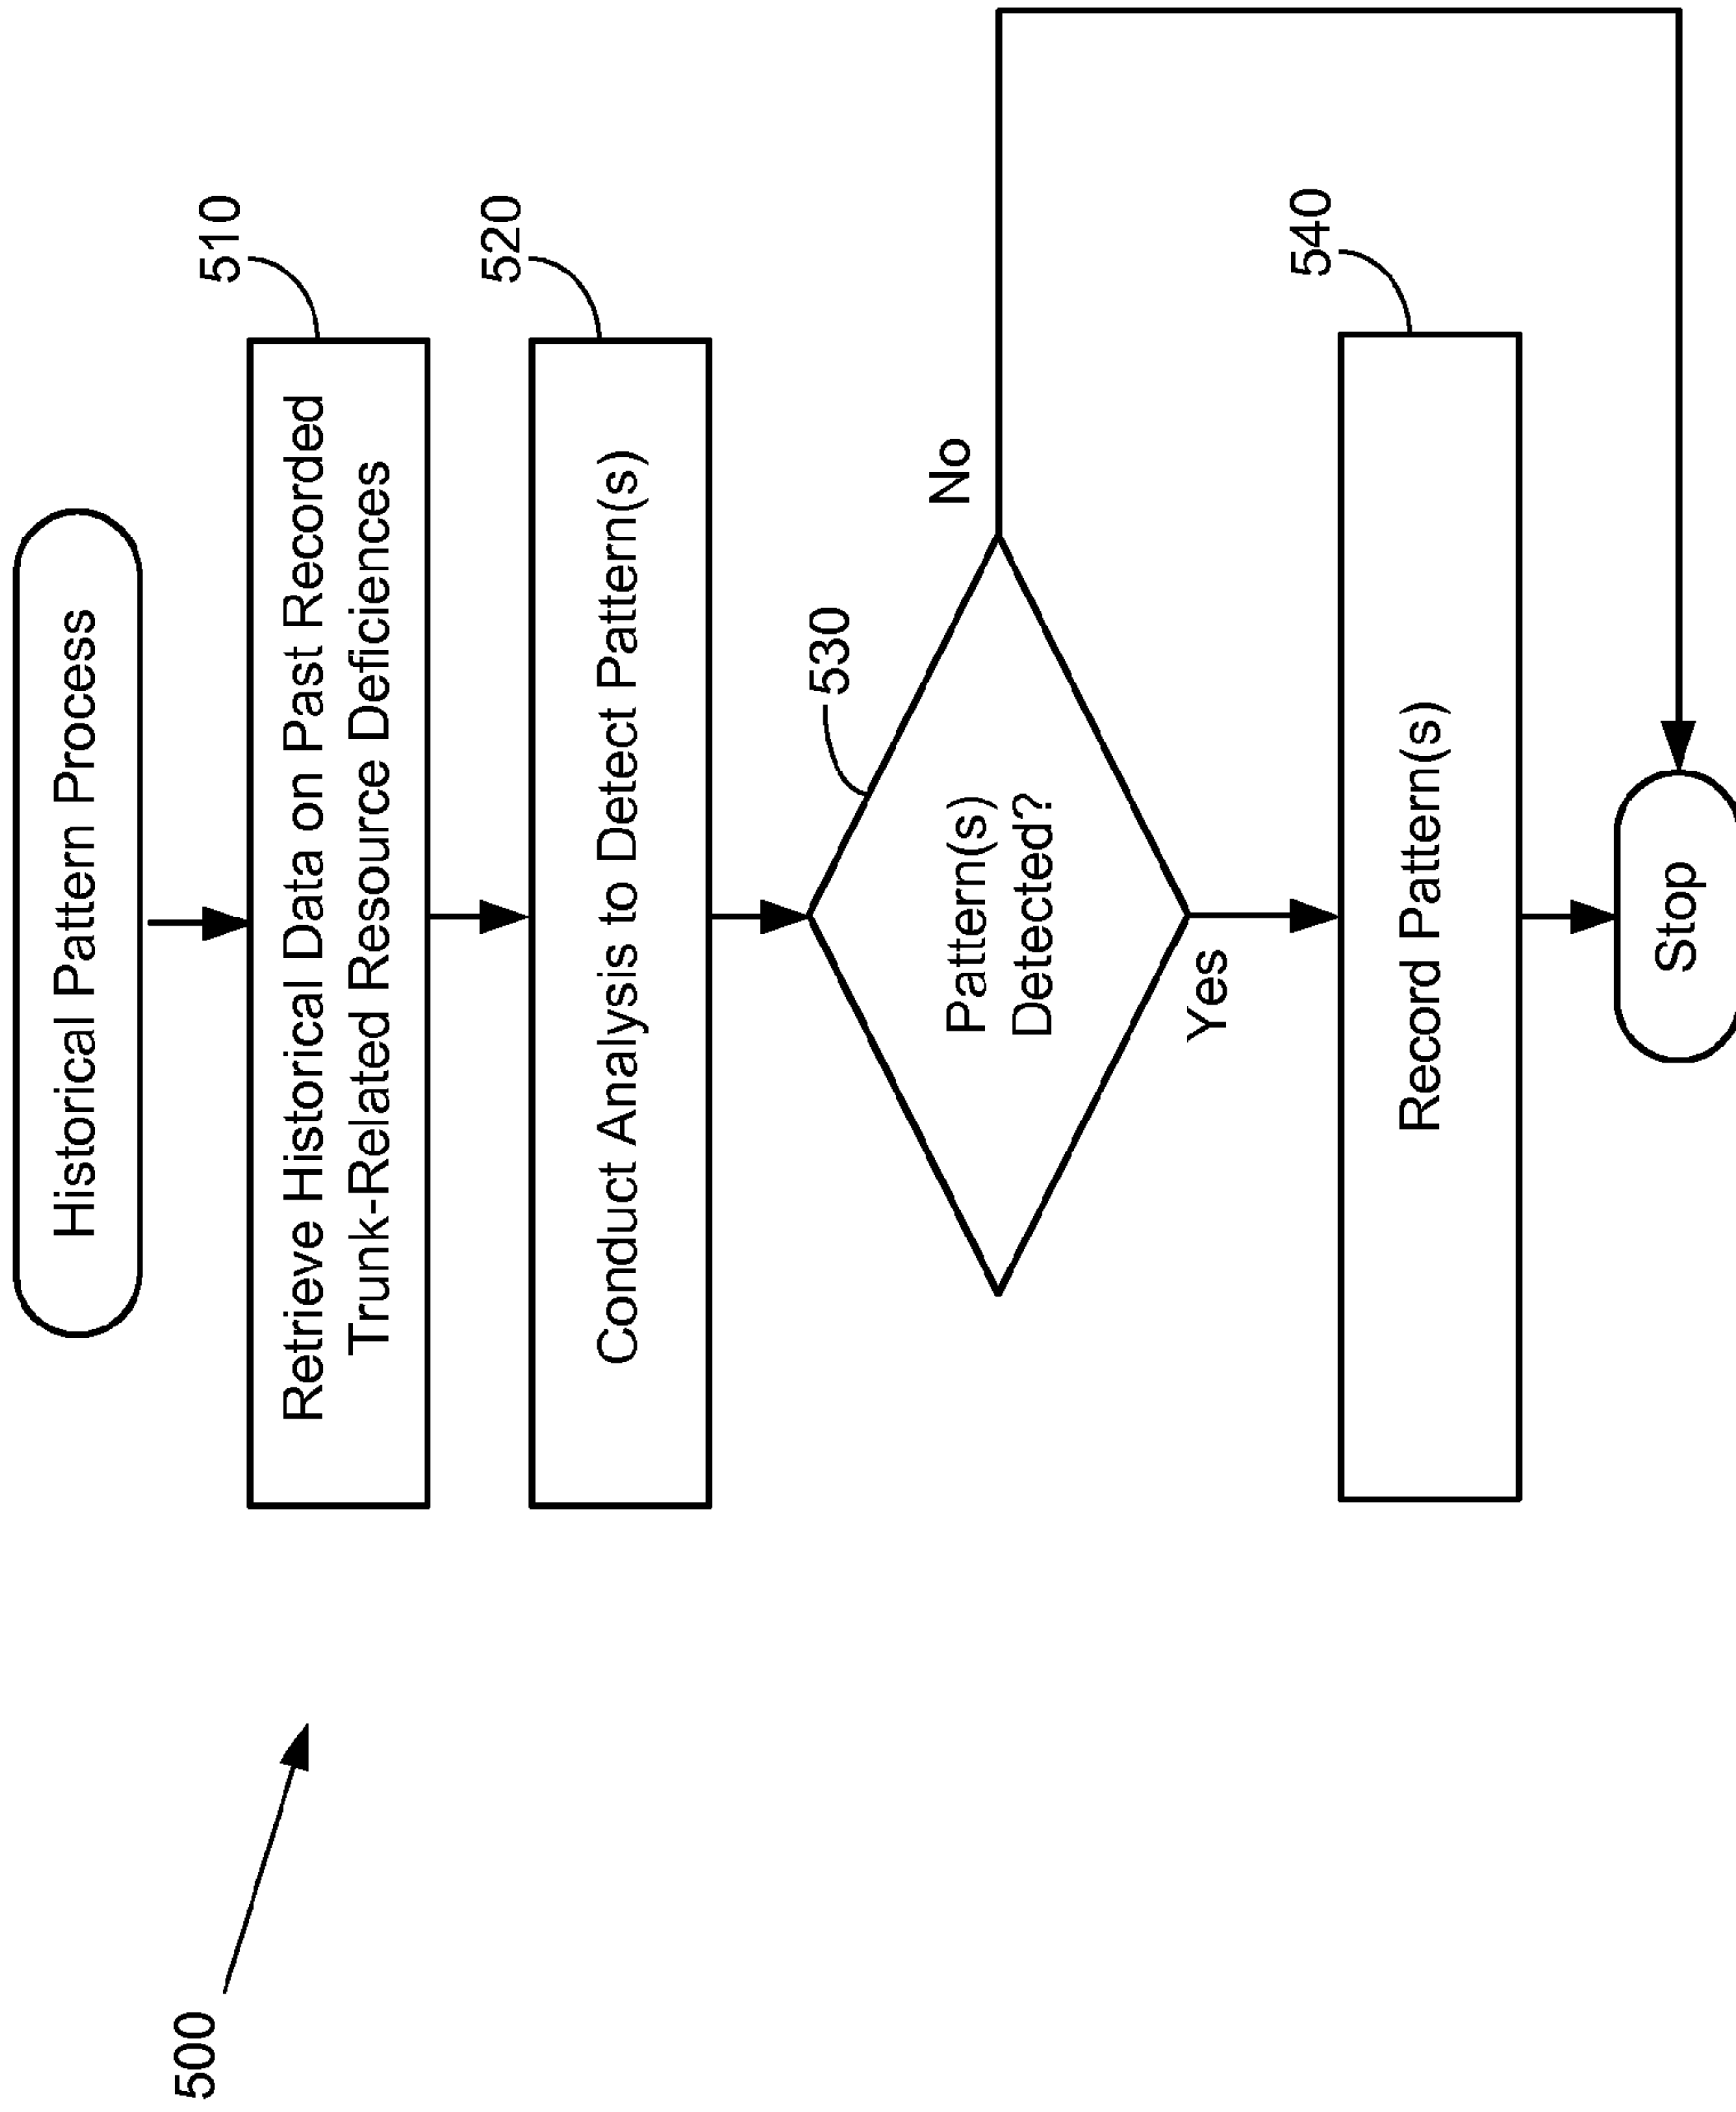 500
Historical Pattern Process
510
Retrieve Historical Data on Past Recorded
Trunk-Related Resource Deficiences
520
Conduct Analysis to Detect Pattern(s)
530
Pattern(s)
Detected?
No
Yes
540
Record Pattern(s)
Stop